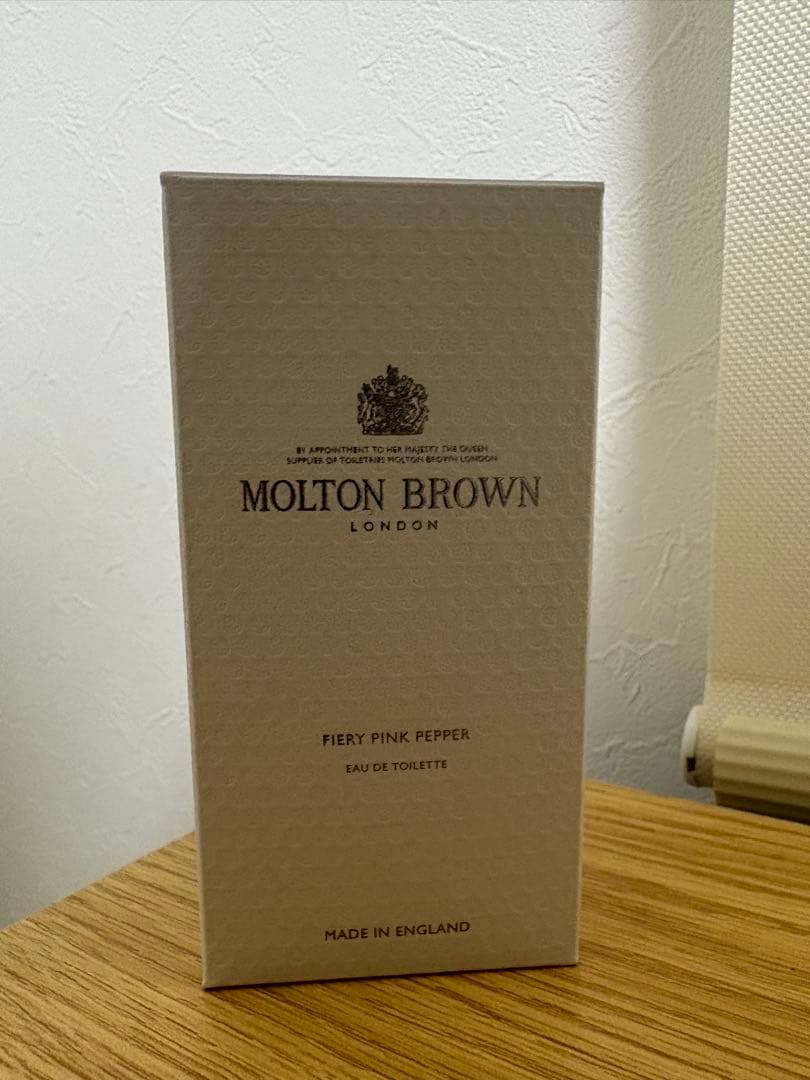 BY APPOINTMENT TO HER MAJESTY THE QUEEN
SUPPLIER OF TOILETRIES MOLTON BROWN LONDON
MOLTON BROWN
LONDON
FIERY PINK PEPPER
EAU DE TOILETTE
MADE IN ENGLAND